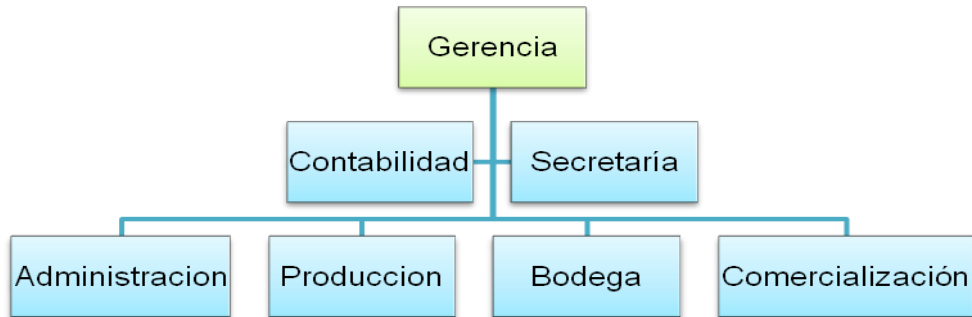 Gerencia
Contabilidad
Secretaría
Administracion
Produccion
Bodega
Comercialización